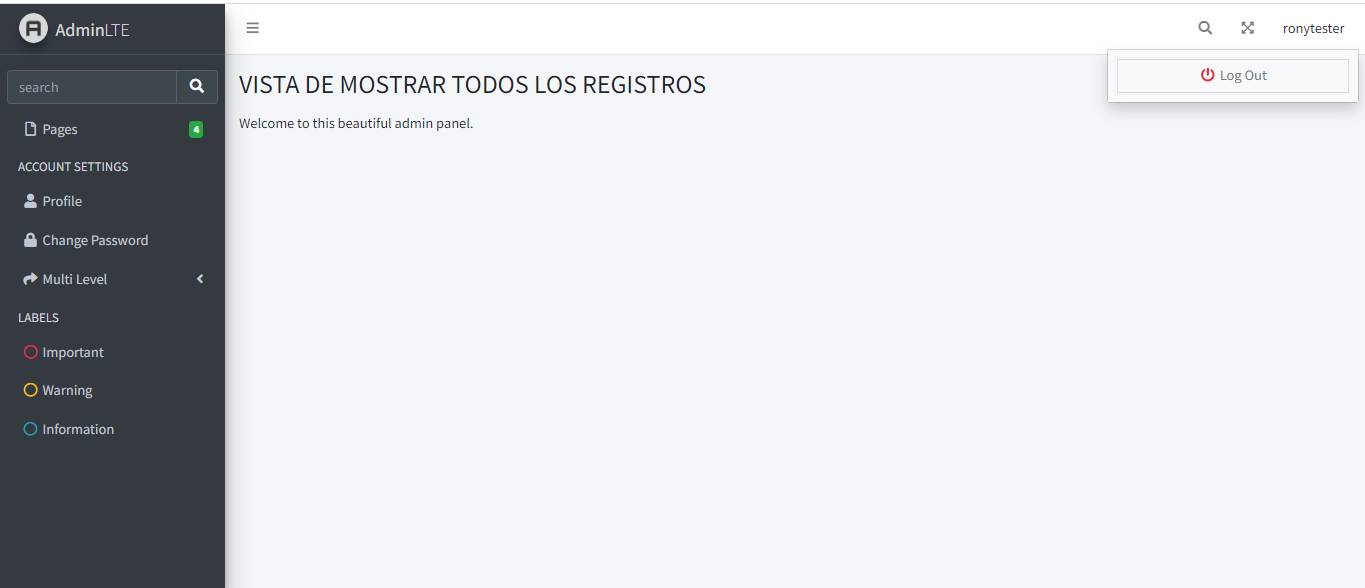 AdminLTE
ronytester
Log Out
search
Pages 4
ACCOUNT SETTINGS
Profile
Change Password
Multi Level
LABELS
Important
Warning
Information
VISTA DE MOSTRAR TODOS LOS REGISTROS
Welcome to this beautiful admin panel.